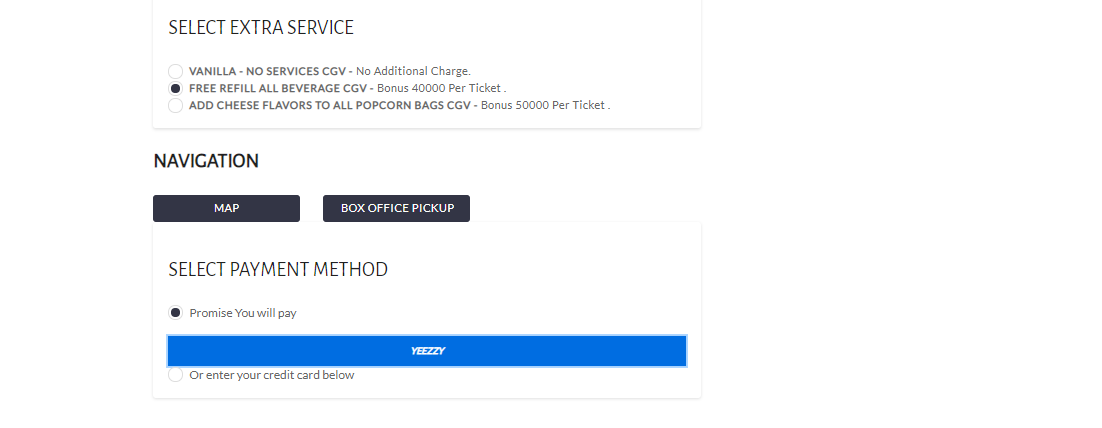 SELECT EXTRA SERVICE
VANILLA - NO SERVICES CGV - No Additional Charge.
FREE REFILL ALL BEVERAGE CGV - Bonus 40000 Per Ticket .
ADD CHEESE FLAVORS TO ALL POPCORN BAGS CGV - Bonus 50000 Per Ticket .
NAVIGATION
MAP
BOX OFFICE PICKUP
SELECT PAYMENT METHOD
Promise You will pay
YEEZZY
Or enter your credit card below